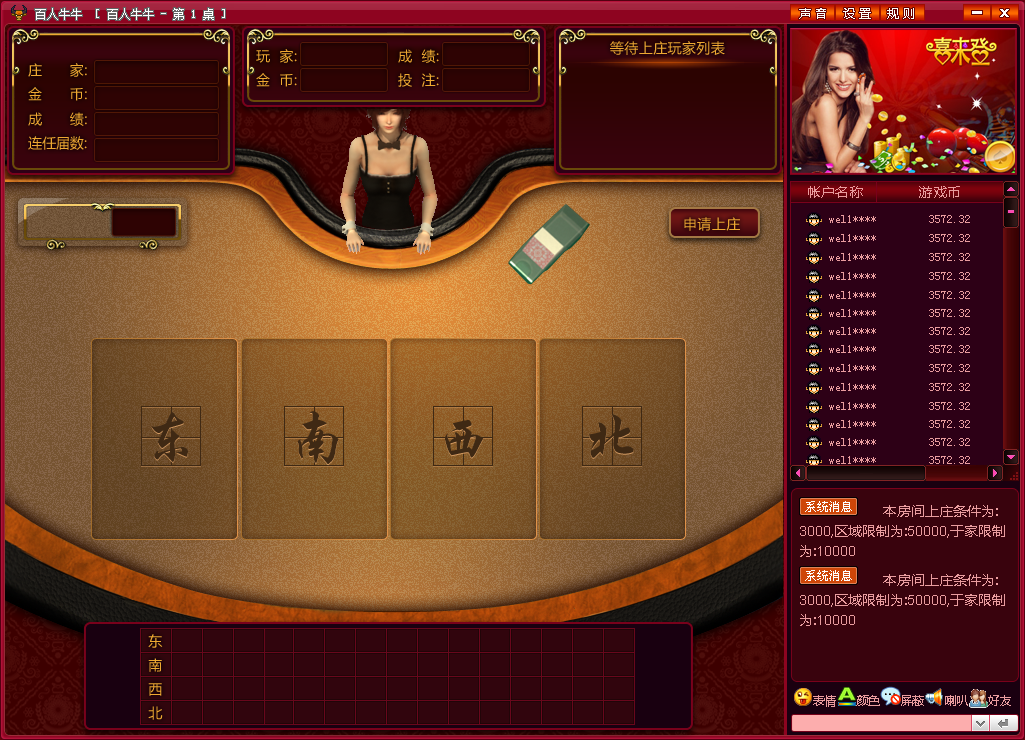 百人牛牛 [ 百人牛牛 - 第 1 桌 ]
声音 设置 规则
庄 家:
金 币:
成 绩:
连任届数:
玩 家: 成 绩:
金 币: 投 注:
等待上庄玩家列表
喜来登
申请上庄
帐户名称 游戏币
wel1**** 3572.32
wel1**** 3572.32
wel1**** 3572.32
wel1**** 3572.32
wel1**** 3572.32
wel1**** 3572.32
wel1**** 3572.32
wel1**** 3572.32
wel1**** 3572.32
wel1**** 3572.32
wel1**** 3572.32
wel1**** 3572.32
wel1**** 3572.32
wel1**** 3572.32
东 南 西 北
系统消息 本房间上庄条件为:
3000,区域限制为:50000,于家限制
为:10000
系统消息 本房间上庄条件为:
3000,区域限制为:50000,于家限制
为:10000
东
南
西
北
表情 颜色 屏蔽 喇叭 好友